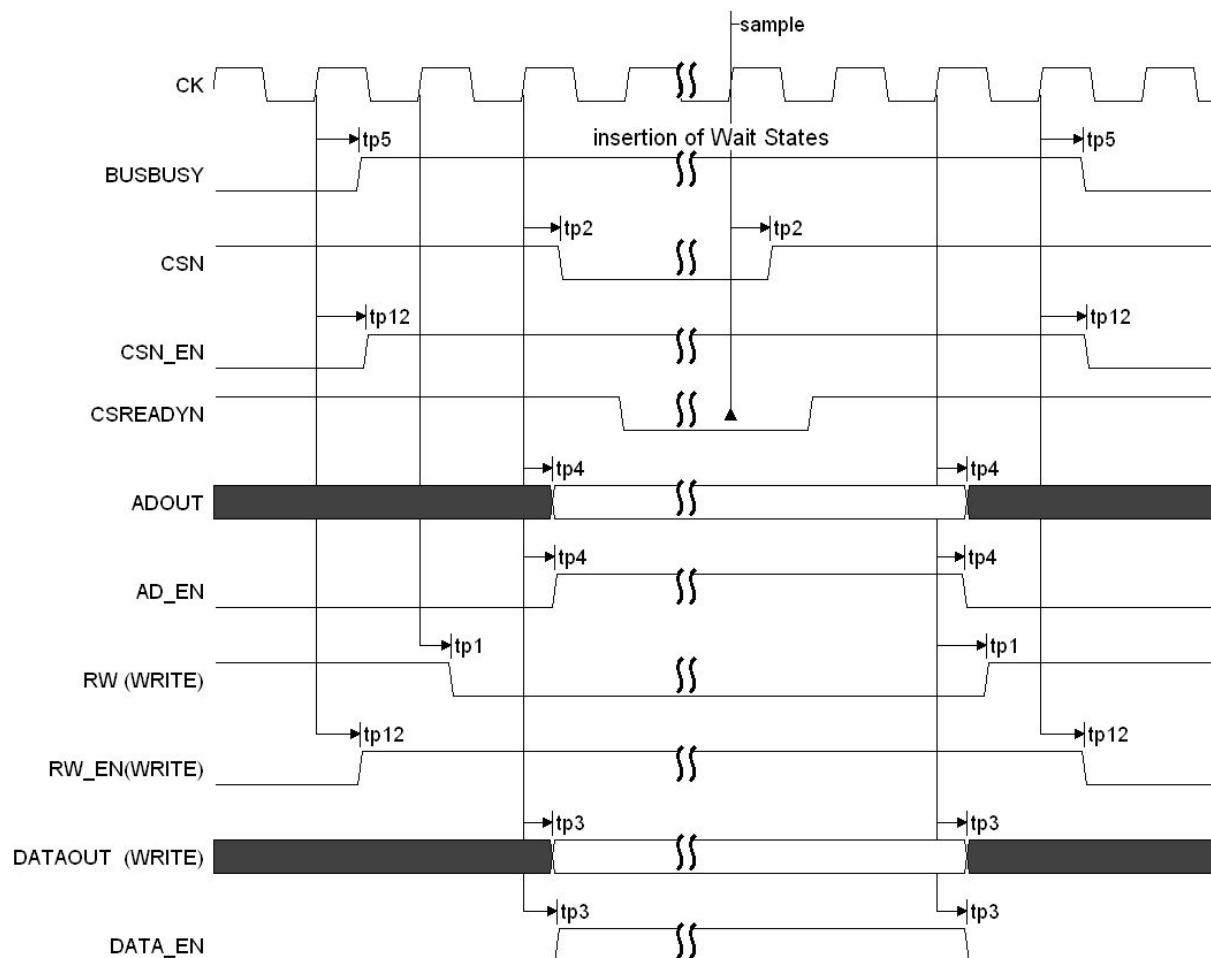 sample
CK
tp5 insertion of Wait States tp5
BUSBUSY
tp2 tp2
CSN
tp12 tp12
CSN_EN
CSREADYN
tp4 tp4
ADOUT
tp4 tp4
AD_EN
tp1 tp1
RW (WRITE)
tp12 tp12
RW_EN(WRITE)
tp3 tp3
DATAOUT (WRITE)
tp3 tp3
DATA_EN